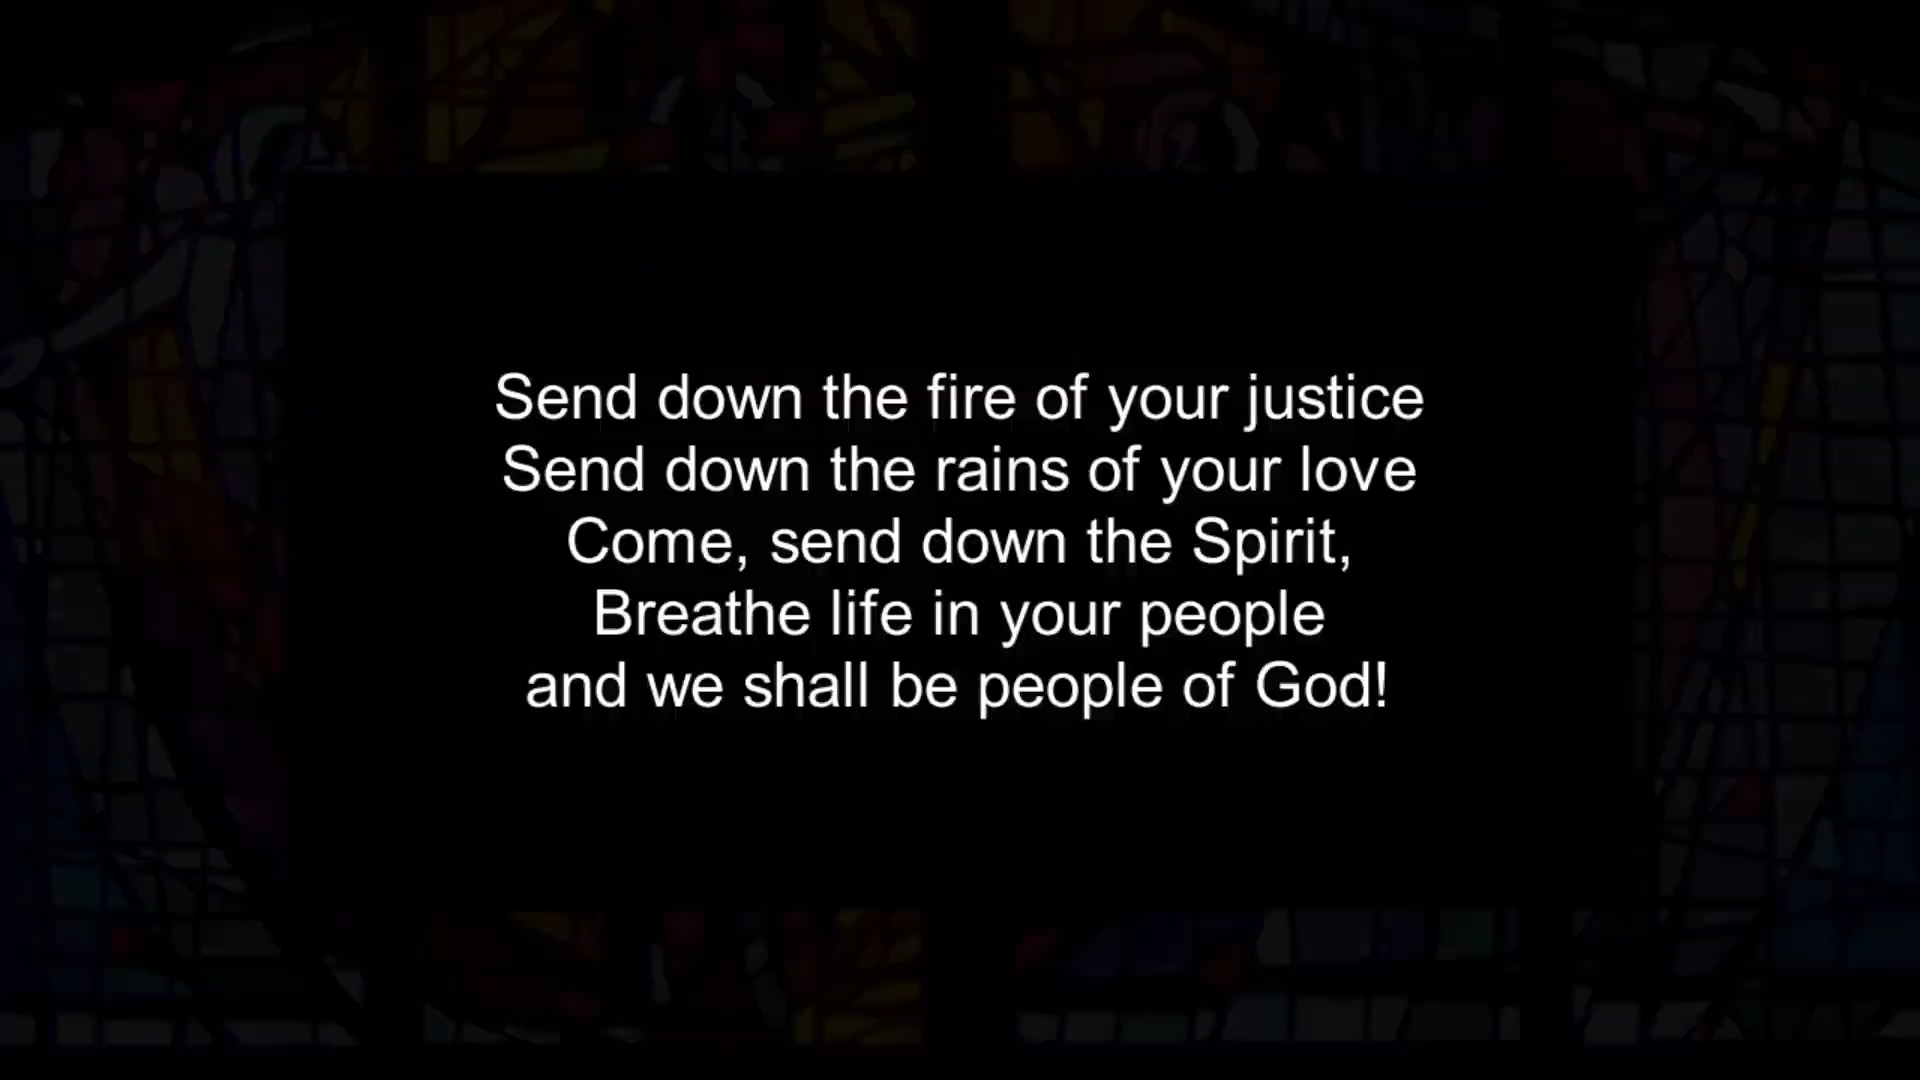 Send down the fire of your justice
Send down the rains of your love
Come, send down the Spirit,
Breathe life in your people
and we shall be people of God!